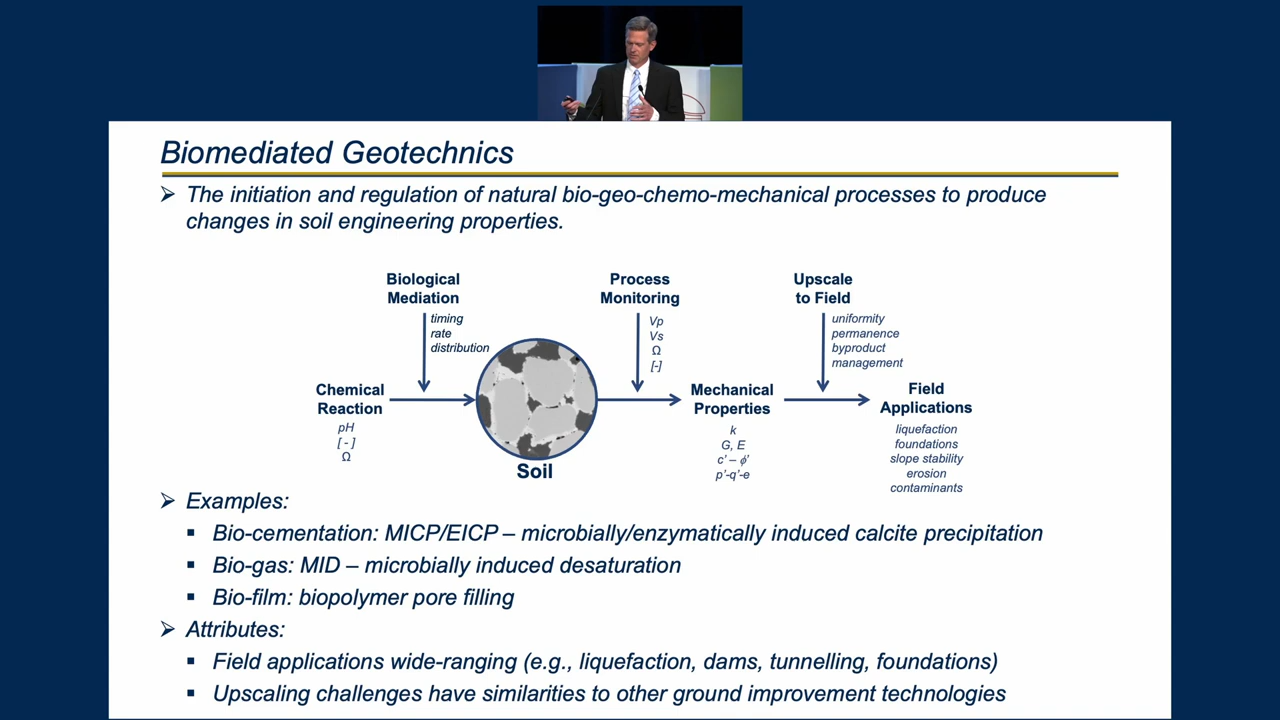 Biomediated Geotechnics
➢ The initiation and regulation of natural bio-geo-chemo-mechanical processes to produce
changes in soil engineering properties.
Biological
Mediation
timing
rate
distribution
Process
Monitoring
Vp
Vs
Ω
[-]
Upscale
to Field
uniformity
permanence
byproduct
management
Chemical
Reaction
pH
[ - ]
Ω
Soil
Mechanical
Properties
k
G, E
c’ – ϕ’
p’-q’-e
Field
Applications
liquefaction
foundations
slope stability
erosion
contaminants
➢ Examples:
▪ Bio-cementation: MICP/EICP – microbially/enzymatically induced calcite precipitation
▪ Bio-gas: MID – microbially induced desaturation
▪ Bio-film: biopolymer pore filling
➢ Attributes:
▪ Field applications wide-ranging (e.g., liquefaction, dams, tunnelling, foundations)
▪ Upscaling challenges have similarities to other ground improvement technologies